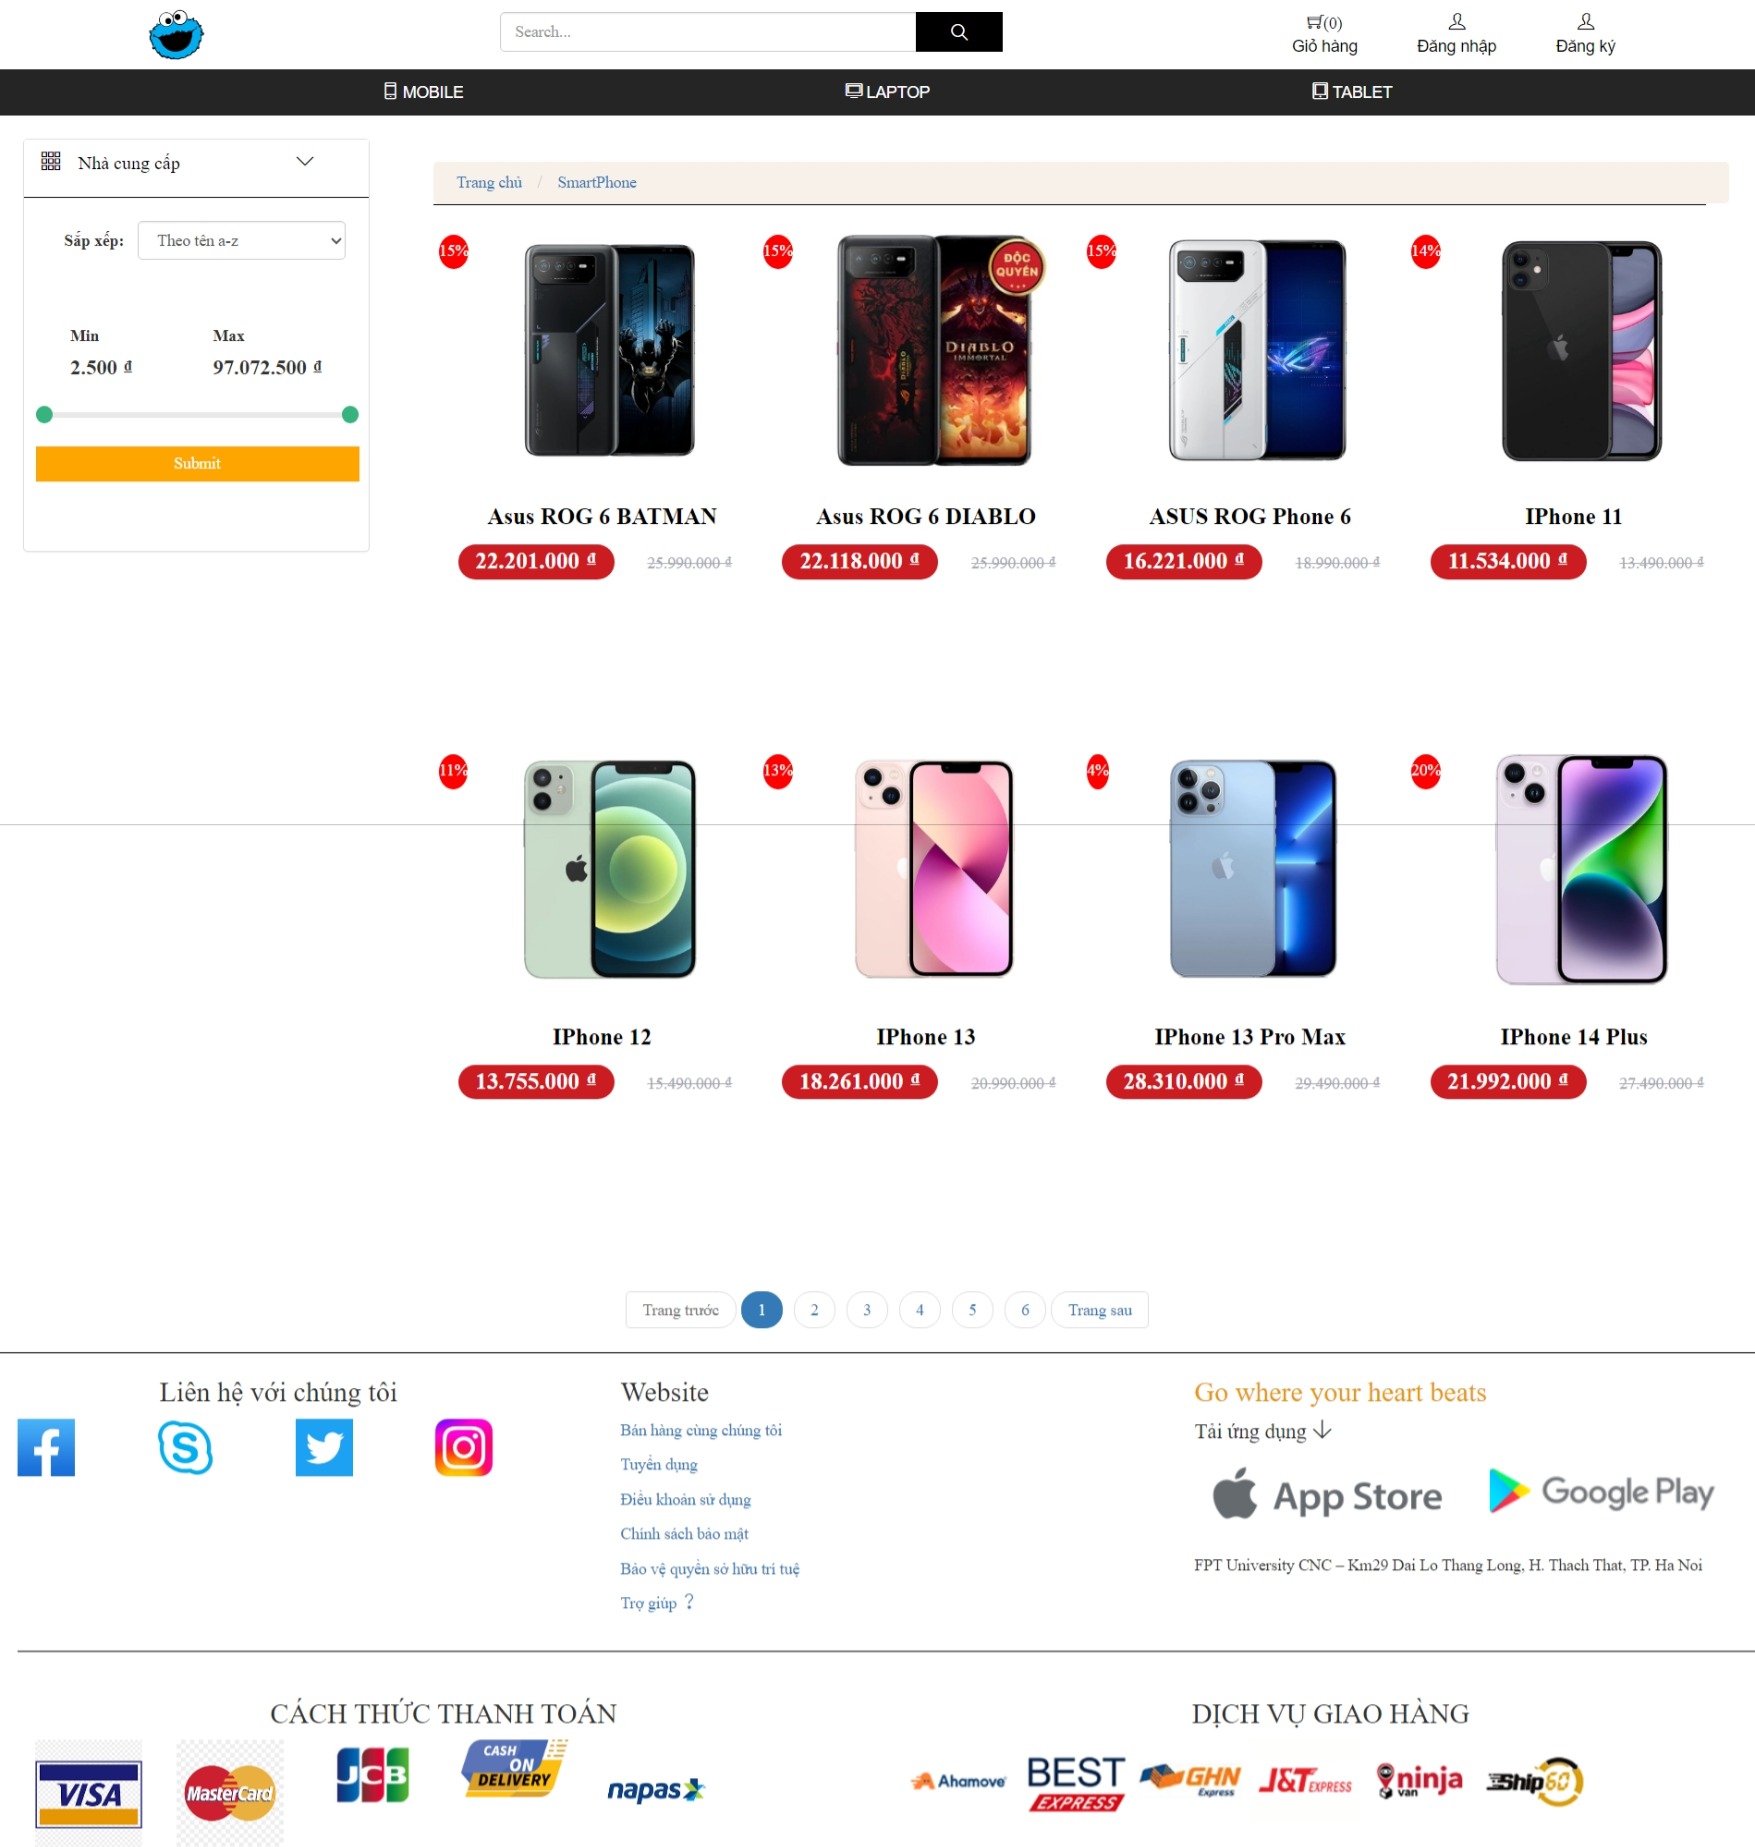 Search...
(0)
Giỏ hàng
Đăng nhập
Đăng ký
MOBILE
LAPTOP
TABLET
Nhà cung cấp
Sắp xếp: Theo tên a-z
Min Max
2.500 ₫ 97.072.500 ₫
Submit
Trang chủ / SmartPhone
15% 15% 15% 14%
ĐỘC QUYỀN
DIABLO
IMMORTAL
Asus ROG 6 BATMAN
22.201.000 ₫ 25.990.000 ₫
Asus ROG 6 DIABLO
22.118.000 ₫ 25.990.000 ₫
ASUS ROG Phone 6
16.221.000 ₫ 18.990.000 ₫
IPhone 11
11.534.000 ₫ 13.490.000 ₫
11% 13% 4% 20%
IPhone 12
13.755.000 ₫ 15.490.000 ₫
IPhone 13
18.261.000 ₫ 20.990.000 ₫
IPhone 13 Pro Max
28.310.000 ₫ 29.490.000 ₫
IPhone 14 Plus
21.992.000 ₫ 27.490.000 ₫
Trang trước 1 2 3 4 5 6 Trang sau
Liên hệ với chúng tôi
Website
Bán hàng cùng chúng tôi
Tuyển dụng
Điều khoản sử dụng
Chính sách bảo mật
Bảo vệ quyền sở hữu trí tuệ
Trợ giúp ?
Go where your heart beats
Tải ứng dụng
App Store
Google Play
FPT University CNC – Km29 Dai Lo Thang Long, H. Thach That, TP. Ha Noi
CÁCH THỨC THANH TOÁN
VISA
MasterCard
JCB
CASH
ON
DELIVERY
napas
DỊCH VỤ GIAO HÀNG
Ahamove
BEST
EXPRESS
GHN
Express
J&T EXPRESS
ninja
van
Ship60